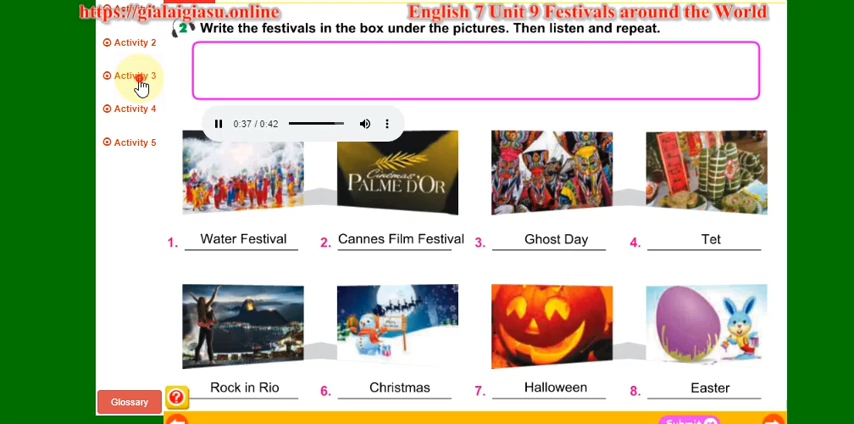 https://gialaigiasu.online
English 7 Unit 9 Festivals around the World
2 Write the festivals in the box under the pictures. Then listen and repeat.
Activity 2
Activity 3
Activity 4
Activity 5
0:37 / 0:42
Cinémas
PALME D'OR
1. Water Festival
2. Cannes Film Festival
3. Ghost Day
4. Tet
Rock in Rio
6. Christmas
7. Halloween
8. Easter
Glossary
?
Submit